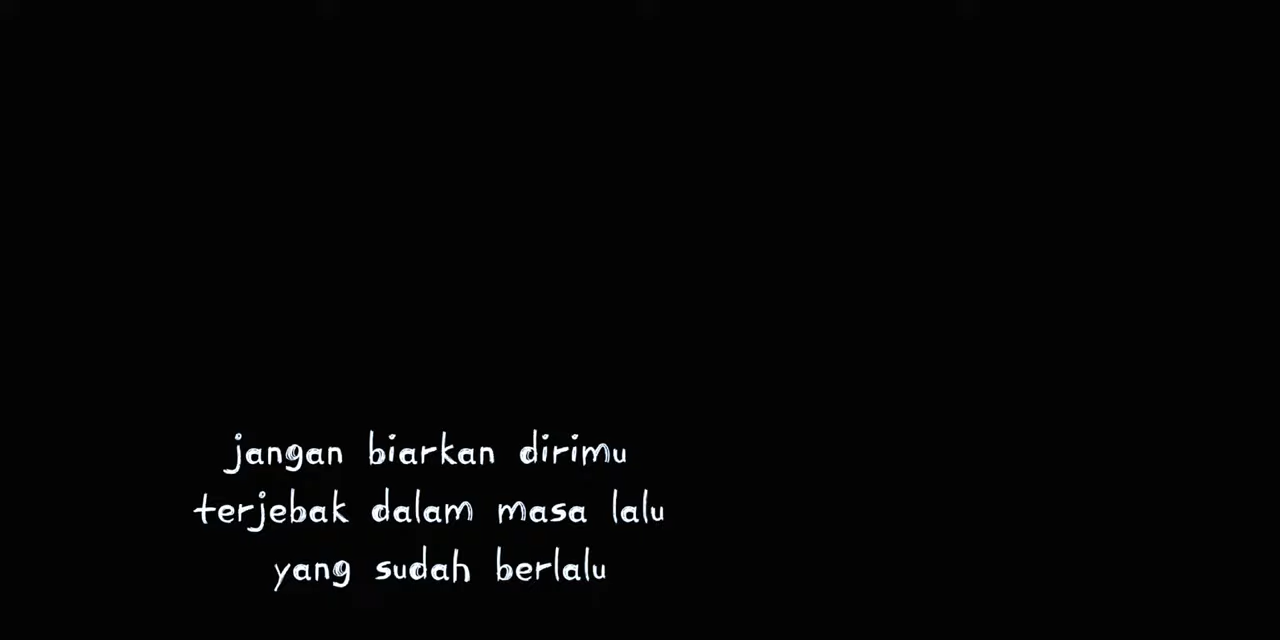 jangan biarkan dirimu
terjebak dalam masa lalu
yang sudah berlalu